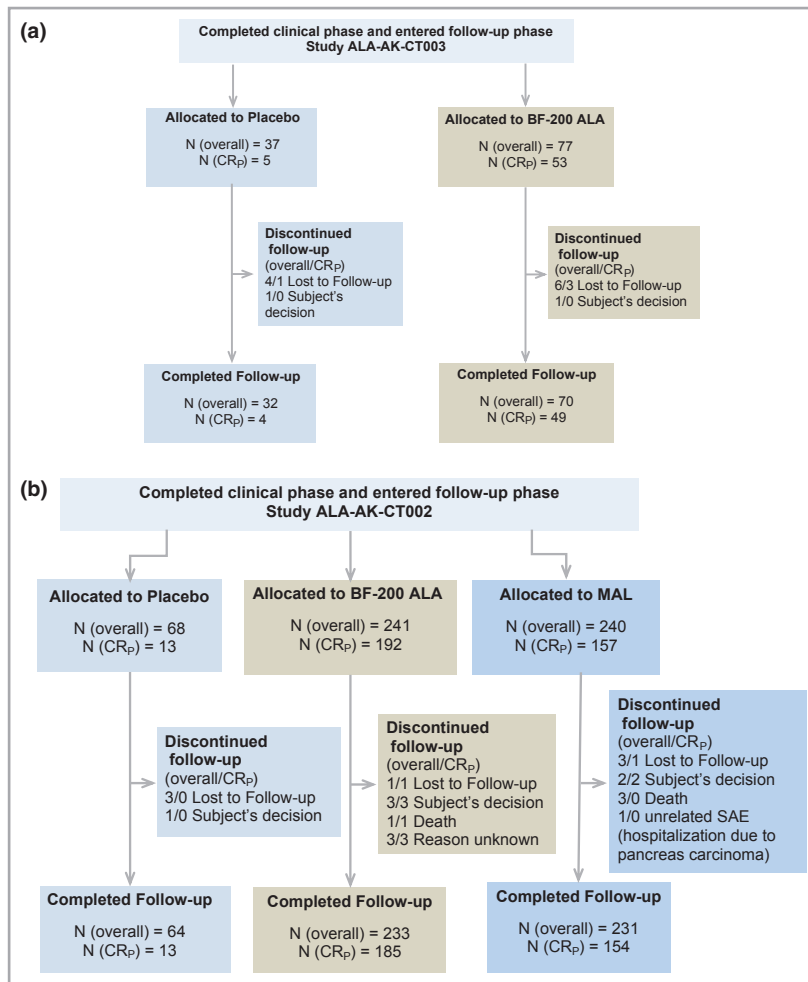 (a)
Completed clinical phase and entered follow-up phase
Study ALA-AK-CT003
Allocated to Placebo
N (overall) = 37
N (CRP) = 5
Allocated to BF-200 ALA
N (overall) = 77
N (CRP) = 53
Discontinued
follow-up
(overall/CRP)
4/1 Lost to Follow-up
1/0 Subject's
decision
Discontinued
follow-up
(overall/CRP)
6/3 Lost to Follow-up
1/0 Subject's decision
Completed Follow-up
N (overall) = 32
N (CRP) = 4
Completed Follow-up
N (overall) = 70
N (CRP) = 49
(b)
Completed clinical phase and entered follow-up phase
Study ALA-AK-CT002
Allocated to Placebo
N (overall) = 68
N (CRP) = 13
Allocated to BF-200 ALA
N (overall) = 241
N (CRP) = 192
Allocated to MAL
N (overall) = 240
N (CRP) = 157
Discontinued
follow-up
(overall/CRP)
3/0 Lost to Follow-up
1/0 Subject's decision
Discontinued
follow-up
(overall/CRP)
1/1 Lost to Follow-up
3/3 Subject's decision
1/1 Death
3/3 Reason unknown
Discontinued
follow-up
(overall/CRP)
3/1 Lost to Follow-up
2/2 Subject's decision
3/0 Death
1/0 unrelated SAE
(hospitalization due to
pancreas carcinoma)
Completed Follow-up
N (overall) = 64
N (CRP) = 13
Completed Follow-up
N (overall) = 233
N (CRP) = 185
Completed Follow-up
N (overall) = 231
N (CRP) = 154